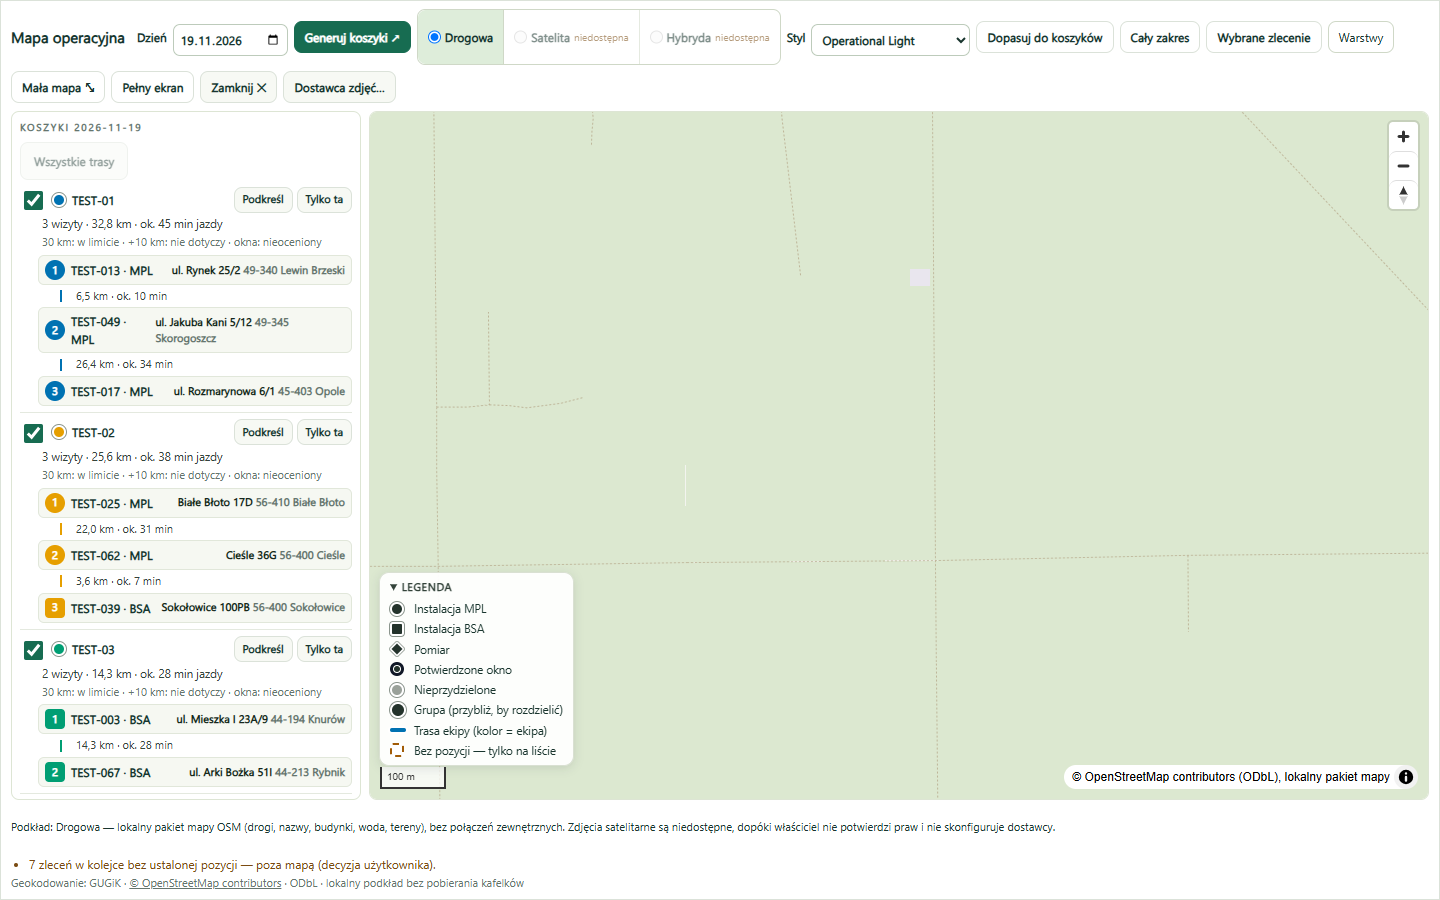 Mapa operacyjna Dzień 19.11.2026 Generuj koszyki ↗ Drogowa Satelita niedostępna Hybryda niedostępna Styl Operational Light Dopasuj do koszyków Cały zakres Wybrane zlecenie Warstwy
Mała mapa ⤡ Pełny ekran Zamknij ✕ Dostawca zdjęć...
KOSZYKI 2026-11-19
Wszystkie trasy
TEST-01 Podkreśl Tylko ta
3 wizyty · 32,8 km · ok. 45 min jazdy
30 km: w limicie · +10 km: nie dotyczy · okna: nieoceniony
1 TEST-013 · MPL ul. Rynek 25/2 49-340 Lewin Brzeski
6,5 km · ok. 10 min
2 TEST-049 · MPL ul. Jakuba Kani 5/12 49-345 Skorogoszcz
26,4 km · ok. 34 min
3 TEST-017 · MPL ul. Rozmarynowa 6/1 45-403 Opole
TEST-02 Podkreśl Tylko ta
3 wizyty · 25,6 km · ok. 38 min jazdy
30 km: w limicie · +10 km: nie dotyczy · okna: nieoceniony
1 TEST-025 · MPL Białe Błoto 17D 56-410 Białe Błoto
22,0 km · ok. 31 min
2 TEST-062 · MPL Cieśle 36G 56-400 Cieśle
3,6 km · ok. 7 min
3 TEST-039 · BSA Sokołowice 100PB 56-400 Sokołowice
TEST-03 Podkreśl Tylko ta
2 wizyty · 14,3 km · ok. 28 min jazdy
30 km: w limicie · +10 km: nie dotyczy · okna: nieoceniony
1 TEST-003 · BSA ul. Mieszka I 23A/9 44-194 Knurów
14,3 km · ok. 28 min
2 TEST-067 · BSA ul. Arki Bożka 51I 44-213 Rybnik
▼ LEGENDA
Instalacja MPL
Instalacja BSA
Pomiar
Potwierdzone okno
Nieprzydzielone
Grupa (przybliż, by rozdzielić)
Trasa ekipy (kolor = ekipa)
Bez pozycji — tylko na liście
100 m
© OpenStreetMap contributors (ODbL), lokalny pakiet mapy
Podkład: Drogowa — lokalny pakiet mapy OSM (drogi, nazwy, budynki, woda, tereny), bez połączeń zewnętrznych. Zdjęcia satelitarne są niedostępne, dopóki właściciel nie potwierdzi praw i nie skonfiguruje dostawcy.
• 7 zleceń w kolejce bez ustalonej pozycji — poza mapą (decyzja użytkownika).
Geokodowanie: GUGiK · © OpenStreetMap contributors · ODbL · lokalny podkład bez pobierania kafelków